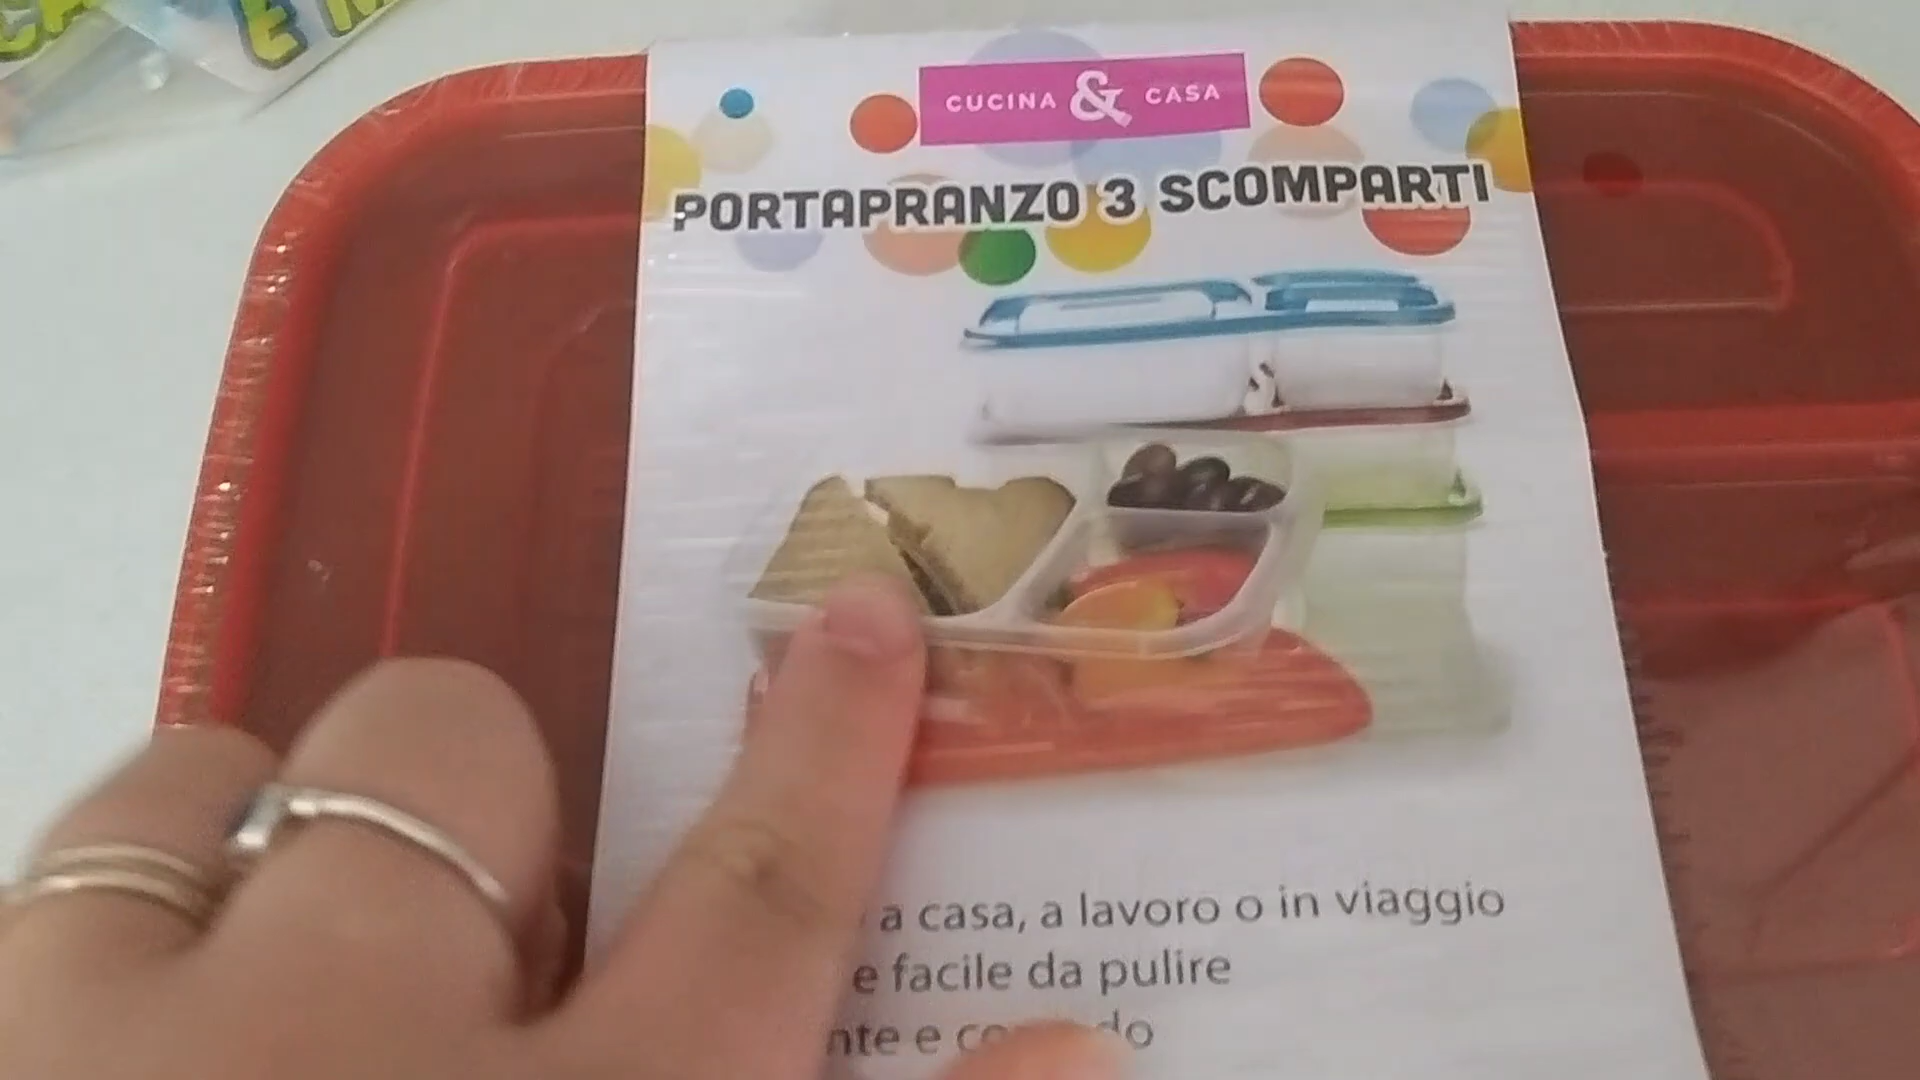 CUCINA & CASA
PORTAPRANZO 3 SCOMPARTI
a casa, a lavoro o in viaggio
e facile da pulire
e